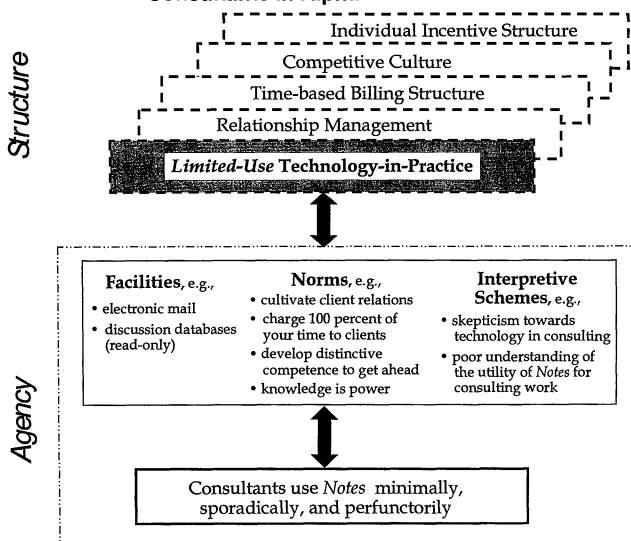 Structure
Individual Incentive Structure
Competitive Culture
Time-based Billing Structure
Relationship Management
Limited-Use Technology-in-Practice
Agency
Facilities, e.g.,
• electronic mail
• discussion databases
(read-only)
Norms, e.g.,
• cultivate client relations
• charge 100 percent of
your time to clients
• develop distinctive
competence to get ahead
• knowledge is power
Interpretive
Schemes, e.g.,
• skepticism towards
technology in consulting
• poor understanding of
the utility of Notes for
consulting work
Consultants use Notes minimally,
sporadically, and perfunctorily